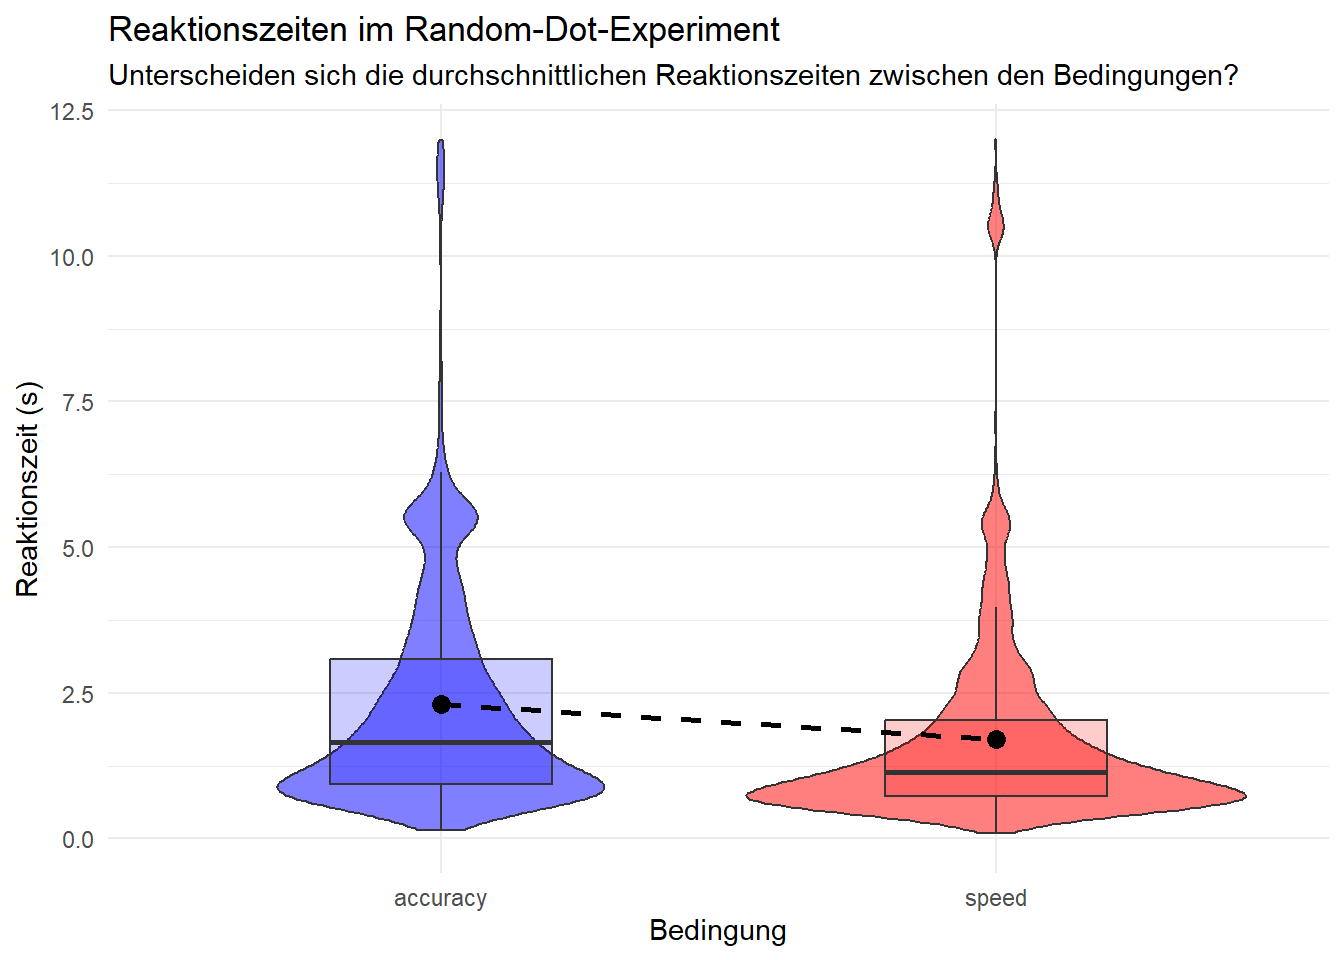 Reaktionszeiten im Random-Dot-Experiment
Unterscheiden sich die durchschnittlichen Reaktionszeiten zwischen den Bedingungen?
12.5
10.0
7.5
5.0
2.5
0.0
Reaktionszeit (s)
accuracy
speed
Bedingung